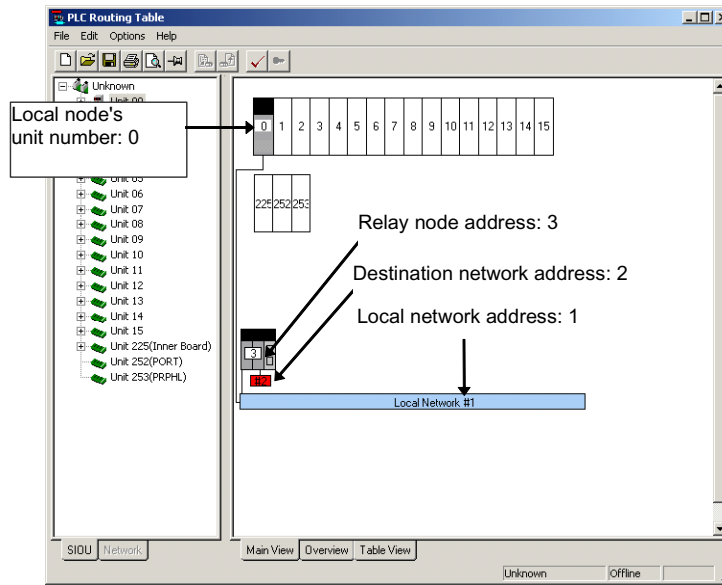 PLC Routing Table
File Edit Options Help
Unknown
Local node's
unit number: 0
Unit 06
Unit 07
Unit 08
Unit 09
Unit 10
Unit 11
Unit 12
Unit 13
Unit 14
Unit 15
Unit 225(Inner Board)
Unit 252(PORT)
Unit 253(PRPHL)
0 1 2 3 4 5 6 7 8 9 10 11 12 13 14 15
225 252 253
Relay node address: 3
Destination network address: 2
Local network address: 1
3
#2
Local Network #1
SIOU Network
Main View Overview Table View
Unknown Offline